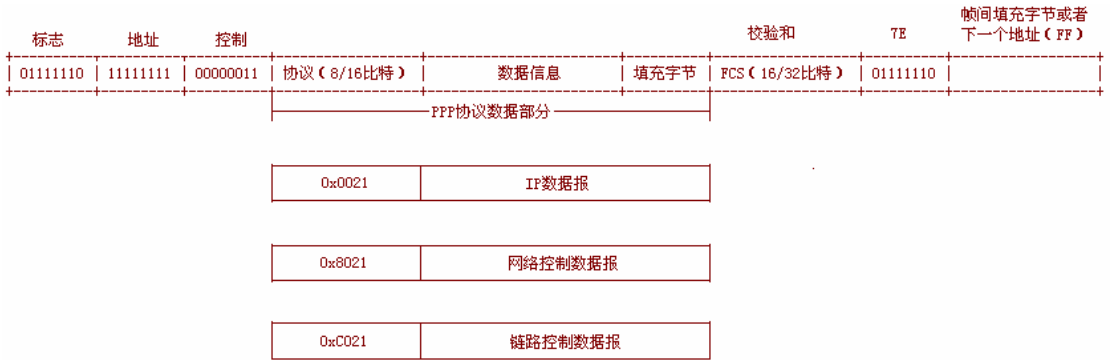 帧间填充字节或者
标志 地址 控制 校验和 7E 下一个地址(FF)
01111110 11111111 00000011 协议(8/16比特) 数据信息 填充字节 FCS(16/32比特) 01111110
PPP协议数据部分
0x0021 IP数据报
0x8021 网络控制数据报
0xC021 链路控制数据报